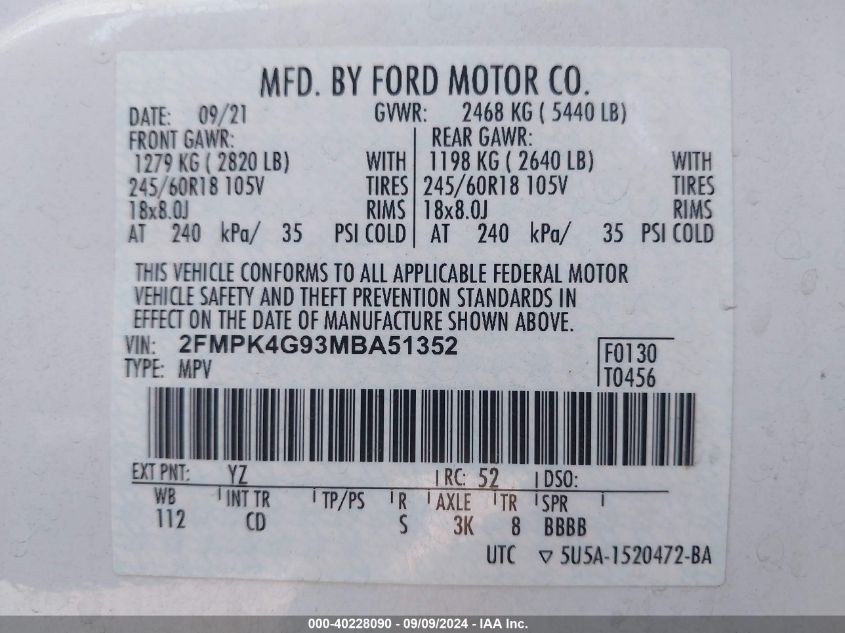 MFD. BY FORD MOTOR CO.
DATE: 09/21 GVWR: 2468 KG ( 5440 LB)
FRONT GAWR: REAR GAWR:
1279 KG ( 2820 LB) WITH 1198 KG ( 2640 LB) WITH
245/60R18 105V TIRES 245/60R18 105V TIRES
18x8.0J RIMS 18x8.0J RIMS
AT 240 kPa/ 35 PSI COLD AT 240 kPa/ 35 PSI COLD
THIS VEHICLE CONFORMS TO ALL APPLICABLE FEDERAL MOTOR
VEHICLE SAFETY AND THEFT PREVENTION STANDARDS IN
EFFECT ON THE DATE OF MANUFACTURE SHOWN ABOVE.
VIN: 2FMPK4G93MBA51352 F0130
TYPE: MPV T0456
EXT PNT: YZ RC: 52 DSO:
WB INT TR TP/PS R AXLE TR SPR
112 CD S 3K 8 BBBB
UTC ▽ 5U5A-1520472-BA
000-40228090 - 09/09/2024 - IAA Inc.